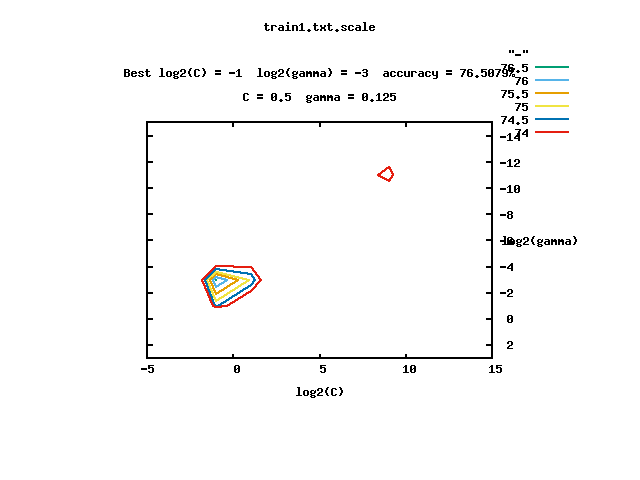 train1.txt.scale
"-"
Best log2(C) = -1  log2(gamma) = -3  accuracy = 76.5079%
76.5
76
C = 0.5  gamma = 0.125
75.5
75
74.5
74
-14
-12
-10
-8
-6
log2(gamma)
-4
-2
0
2
-5 0 5 10 15
log2(C)